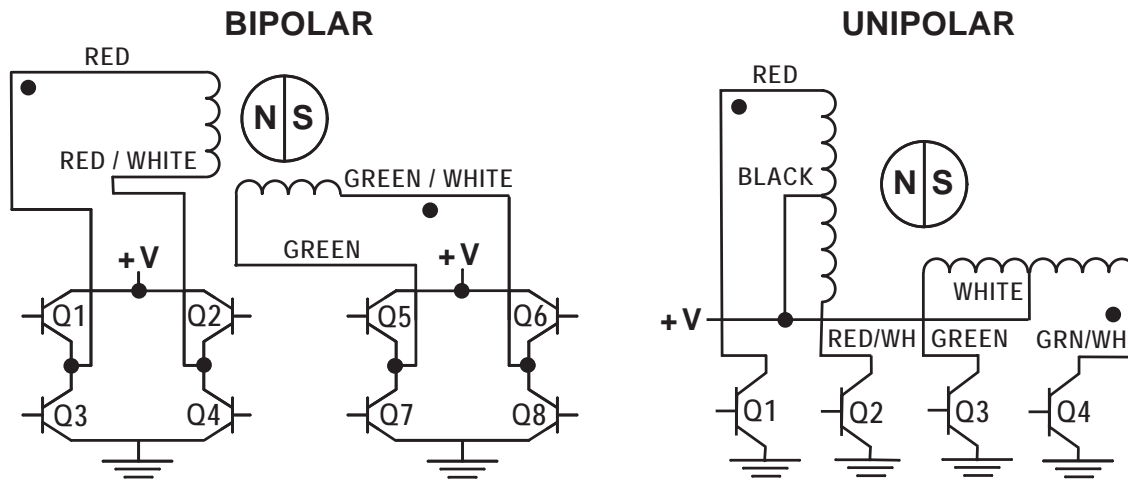 BIPOLAR
RED
N S
RED / WHITE
GREEN / WHITE
GREEN
+V
+V
Q1
Q2
Q5
Q6
Q3
Q4
Q7
Q8
UNIPOLAR
RED
BLACK
N S
WHITE
+V
RED/WH
GREEN
GRN/WH
Q1
Q2
Q3
Q4